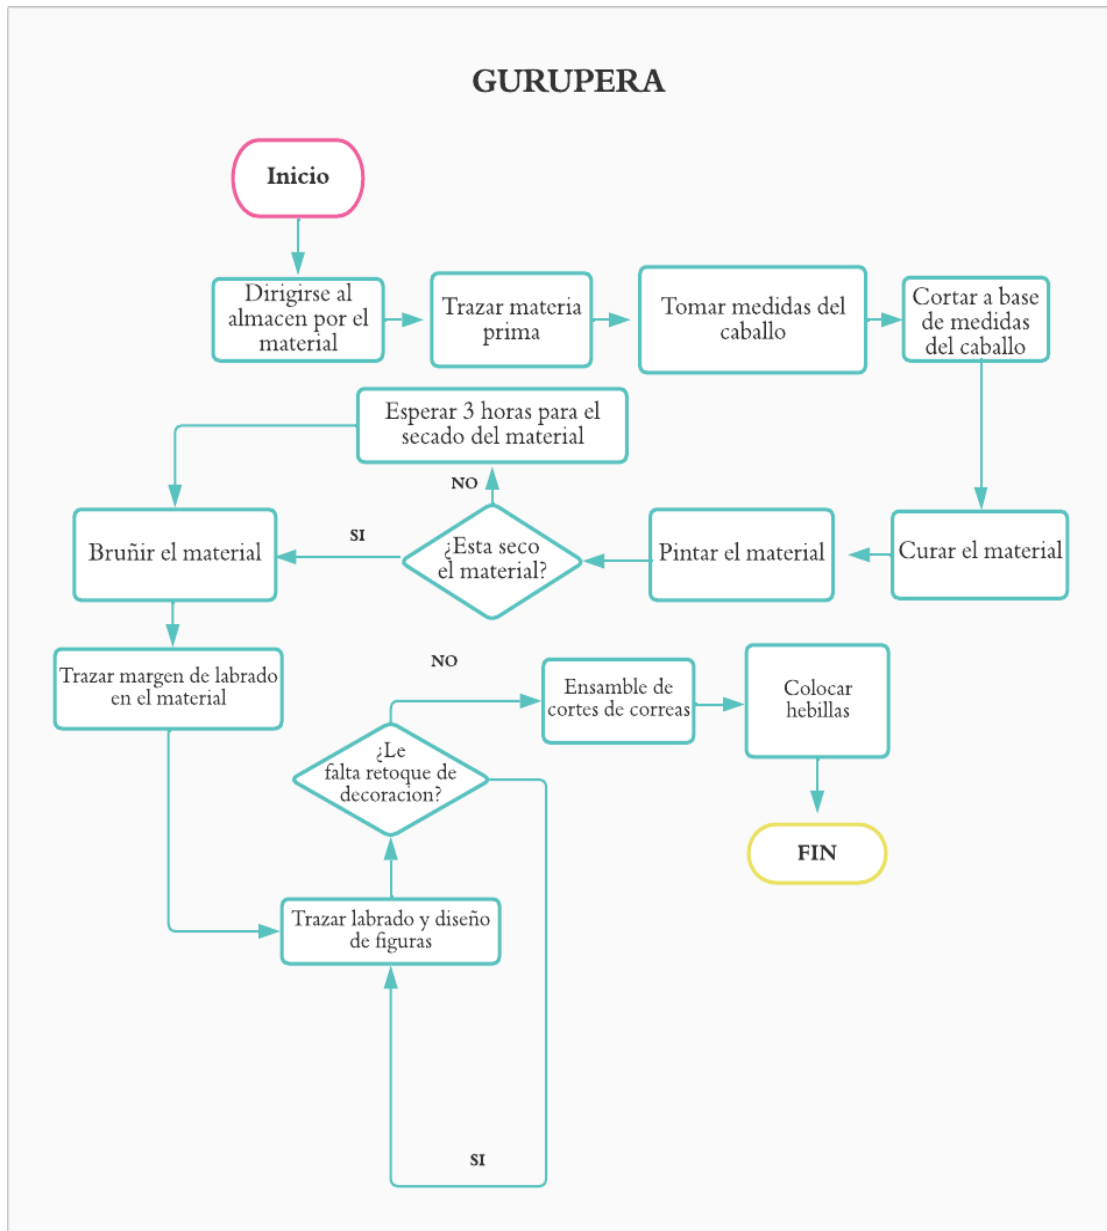 GURUPERA
Inicio
Dirigirse al
almacen por el
material
Trazar materia
prima
Tomar medidas del
caballo
Cortar a base
de medidas
del caballo
Esperar 3 horas para el
secado del material
NO
SI
Bruñir el material
¿Esta seco
el material?
Pintar el material
Curar el material
Trazar margen de labrado
en el material
NO
Ensamble de
cortes de correas
Colocar
hebillas
¿Le
falta retoque de
decoracion?
FIN
Trazar labrado y diseño
de figuras
SI